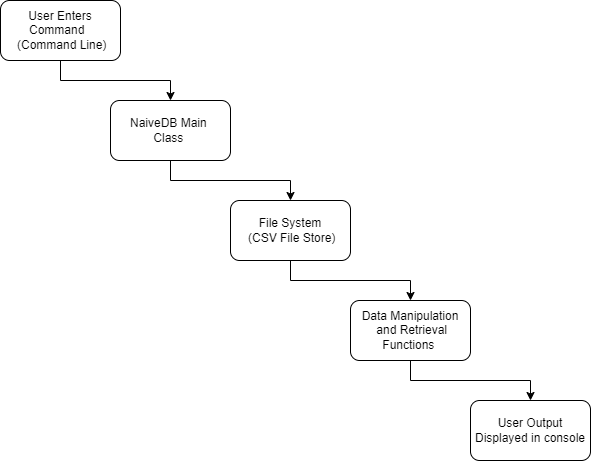 User Enters
Command
(Command Line)
NaiveDB Main
Class
File System
(CSV File Store)
Data Manipulation
and Retrieval
Functions
User Output
Displayed in console